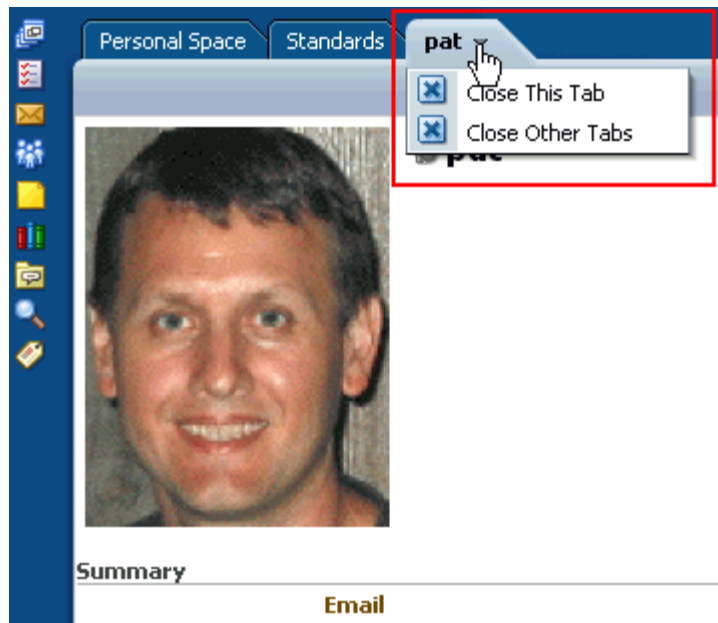 Personal Space Standards pat
Close This Tab
Close Other Tabs
pat
Summary
Email